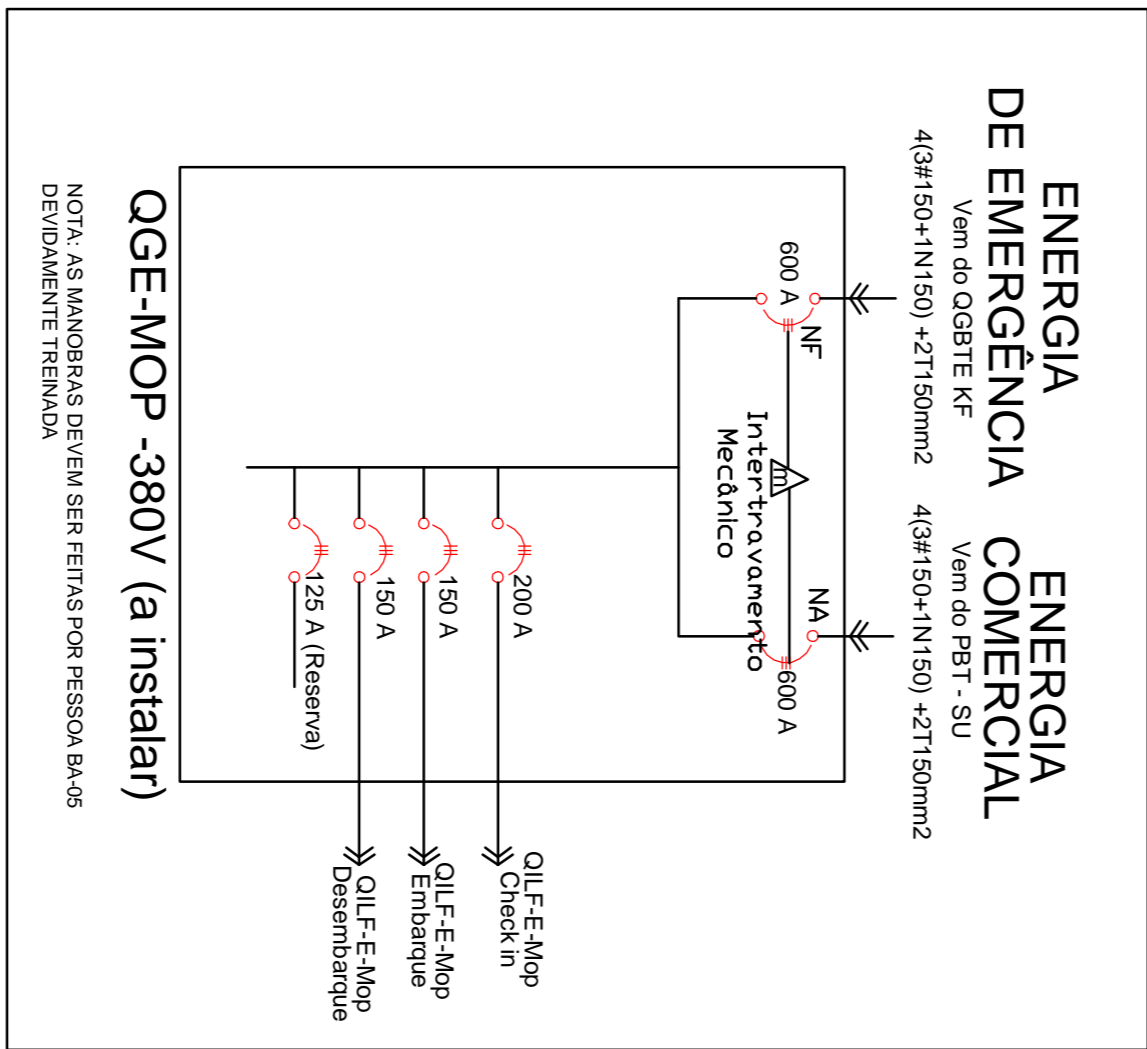 ENERGIA
DE EMERGÊNCIA
Vem do QGBTE KF
4(3#150+1N150) +2T150mm2
ENERGIA
COMERCIAL
Vem do PBT - SU
4(3#150+1N150) +2T150mm2
600 A
NF
Intertravamento
Mecânico
m
NA
600 A
200 A
150 A
150 A
125 A (Reserva)
QILF-E-Mop
Check in
QILF-E-Mop
Embarque
QILF-E-Mop
Desembarque
QGE-MOP -380V (a instalar)
NOTA: AS MANOBRAS DEVEM SER FEITAS POR PESSOA BA-05
DEVIDAMENTE TREINADA